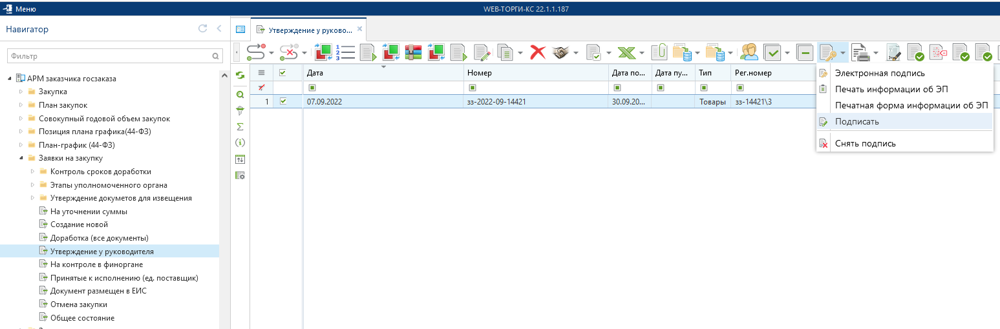 Меню
WEB-ТОРГИ-КС 22.1.1.187
Навигатор
Утверждение у руково...
Фильтр
АРМ заказчика госзаказа
Закупка
План закупок
Совокупный годовой объем закупок
Позиция плана графика(44-ФЗ)
План-график (44-ФЗ)
Заявки на закупку
Контроль сроков доработки
Этапы уполномоченного органа
Утверждение докуметов для извещения
На уточнении суммы
Создание новой
Доработка (все документы)
Утверждение у руководителя
На контроле в финоргане
Принятые к исполнению (ед. поставщик)
Документ размещен в ЕИС
Отмена закупки
Общее состояние
Дата Номер Дата по... Дата пу... Тип Рег.номер
1 07.09.2022 зз-2022-09-14421 30.09.20... Товары зз-14421\3
Электронная подпись
Печать информации об ЭП
Печатная форма информации об ЭП
Подписать
Снять подпись